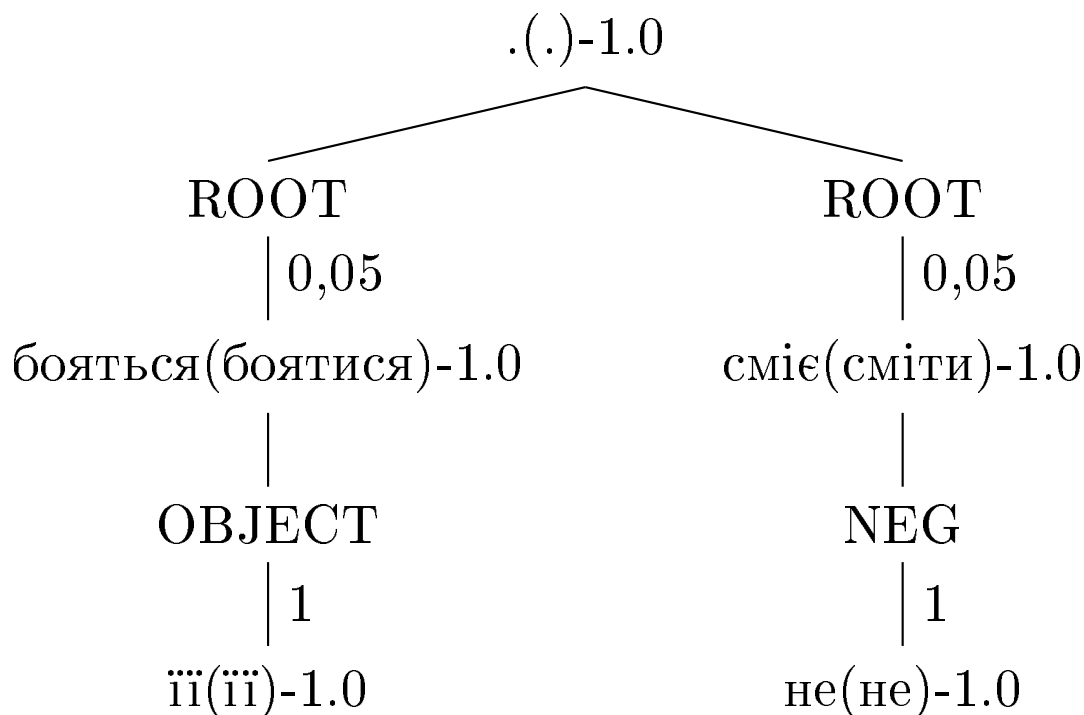 .(.)-1.0
ROOT ROOT
0,05 0,05
бояться(боятися)-1.0 сміє(сміти)-1.0
OBJECT NEG
1 1
її(її)-1.0 не(не)-1.0